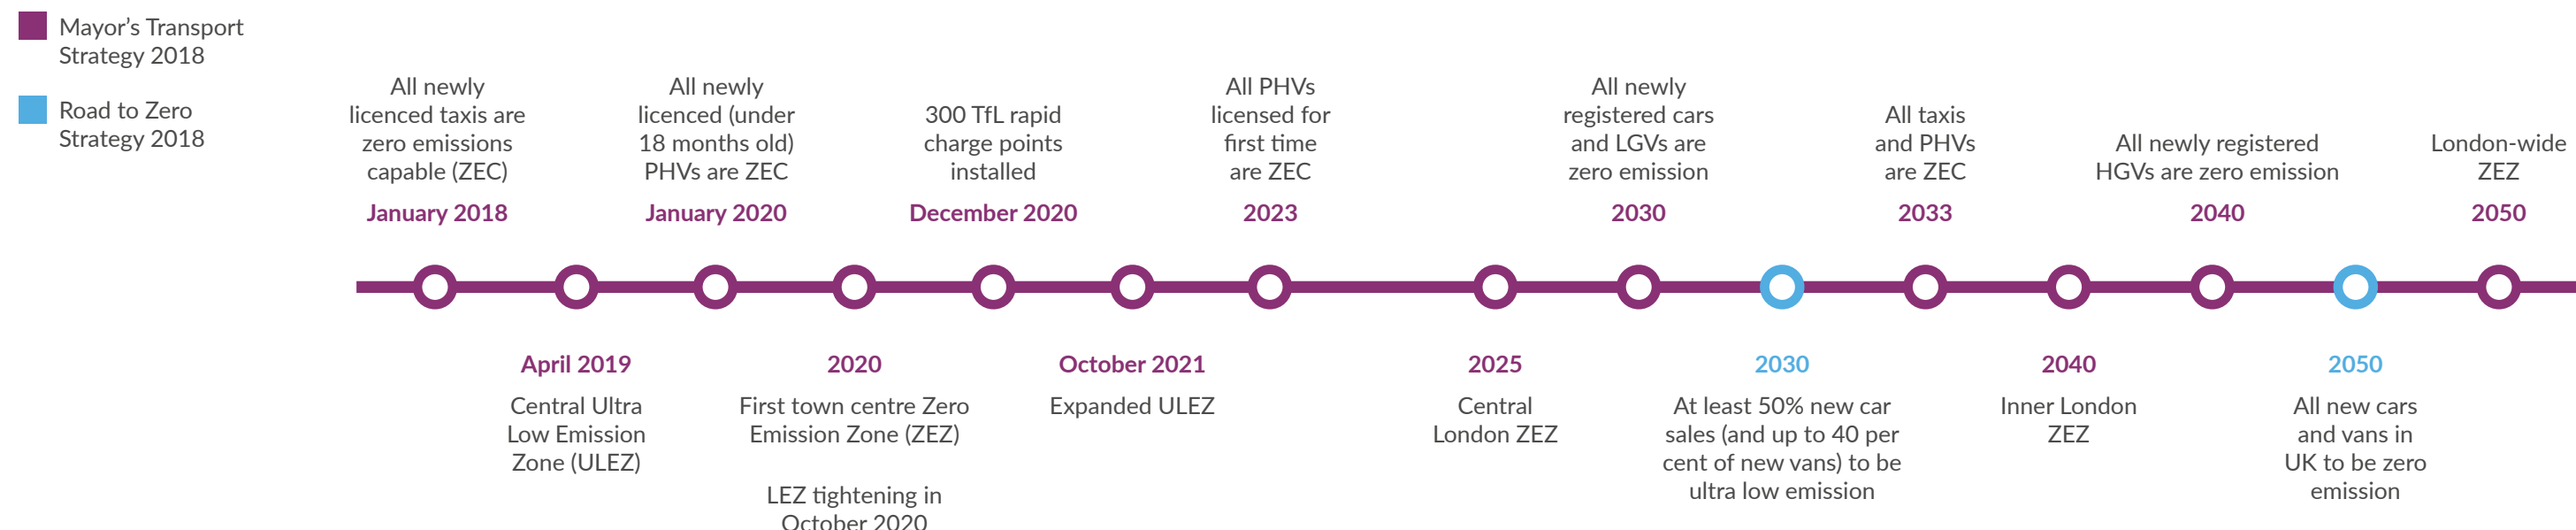 Mayor’s Transport
Strategy 2018
Road to Zero
Strategy 2018
All newly
licenced taxis are
zero emissions
capable (ZEC)
January 2018
All newly
licenced (under
18 months old)
PHVs are ZEC
January 2020
300 TfL rapid
charge points
installed
December 2020
All PHVs
licensed for
first time
are ZEC
2023
All newly
registered cars
and LGVs are
zero emission
2030
All taxis
and PHVs
are ZEC
2033
All newly registered
HGVs are zero emission
2040
London-wide
ZEZ
2050
April 2019
Central Ultra
Low Emission
Zone (ULEZ)
2020
First town centre Zero
Emission Zone (ZEZ)
LEZ tightening in
October 2020
October 2021
Expanded ULEZ
2025
Central
London ZEZ
2030
At least 50% new car
sales (and up to 40 per
cent of new vans) to be
ultra low emission
2040
Inner London
ZEZ
2050
All new cars
and vans in
UK to be zero
emission